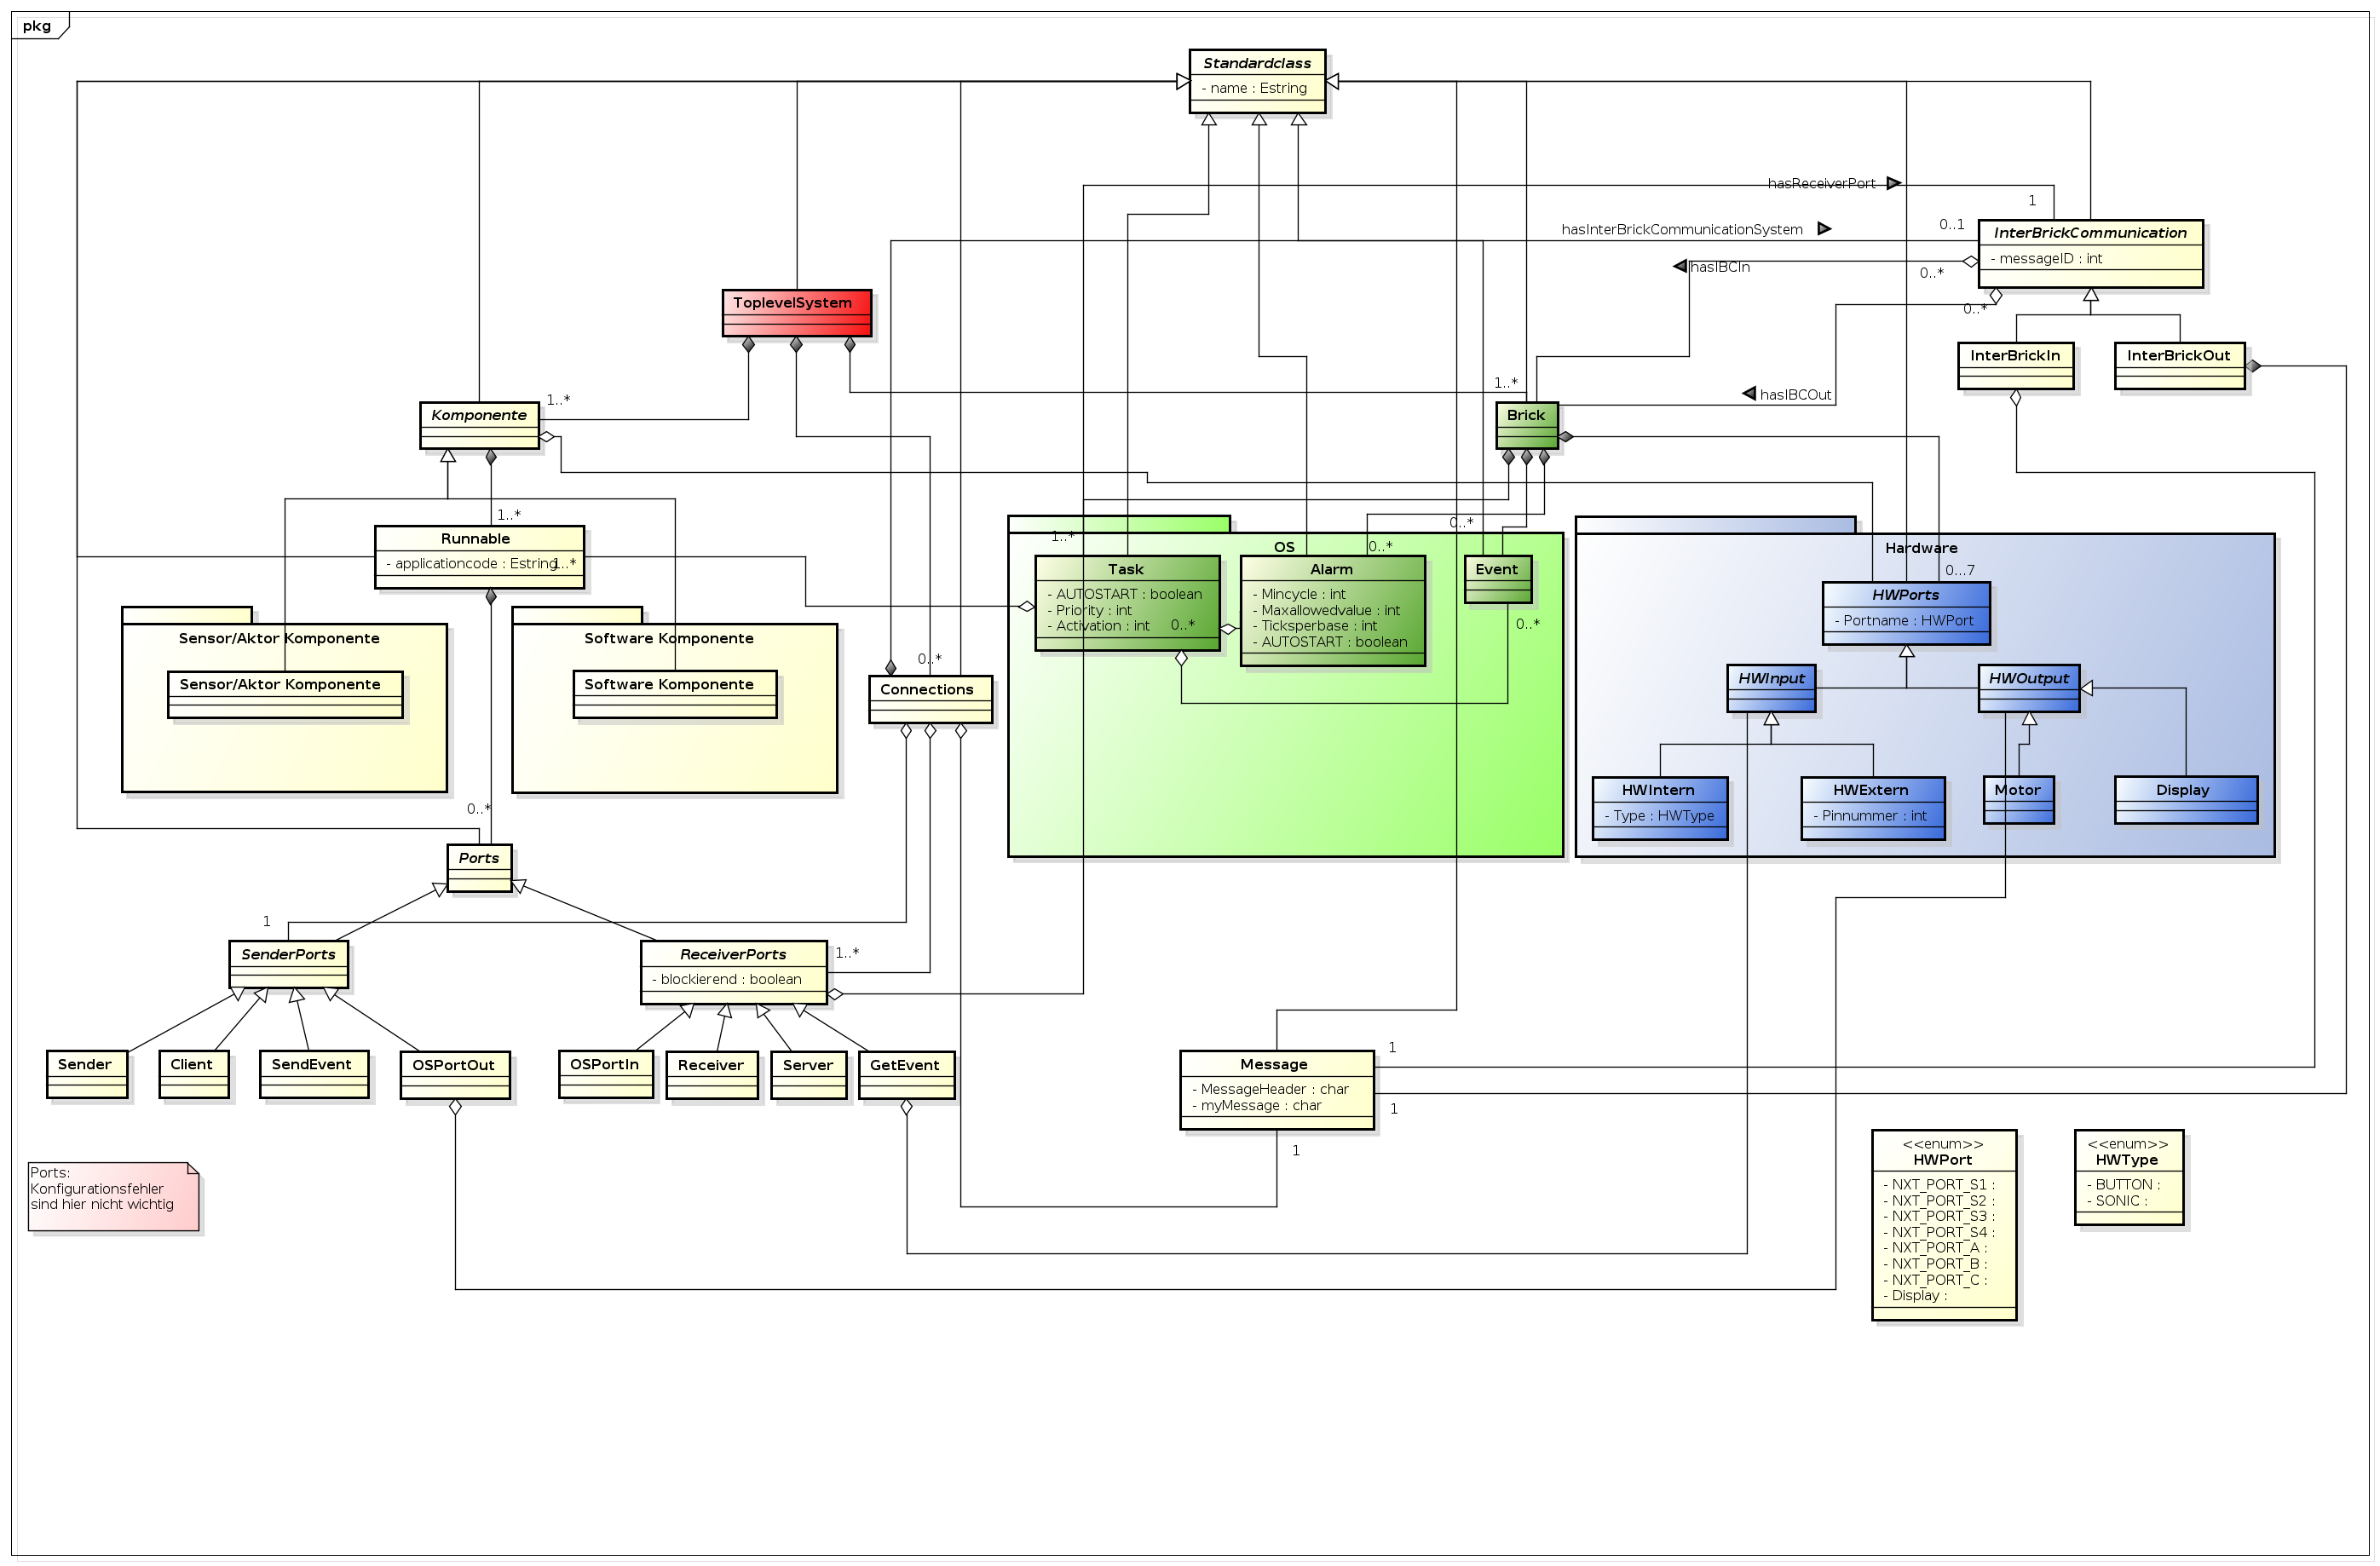 pkg
Standardclass
- name : Estring
hasReceiverPort
1
hasInterBrickCommunicationSystem
0..1
InterBrickCommunication
- messageID : int
hasIBCIn
0..*
0..*
ToplevelSystem
InterBrickIn
InterBrickOut
1..*
hasIBCOut
1..*
Komponente
Brick
1..*
Runnable
- applicationcode : Estring
1..*
0..*
1..*
0..*
OS
Hardware
0...7
Task
- AUTOSTART : boolean
- Priority : int
- Activation : int
0..*
Alarm
- Mincycle : int
- Maxallowedvalue : int
- Ticksperbase : int
- AUTOSTART : boolean
Event
0..*
HWPorts
- Portname : HWPort
Sensor/Aktor Komponente
Sensor/Aktor Komponente
Software Komponente
Software Komponente
0..*
Connections
HWInput
HWOutput
HWIntern
- Type : HWType
HWExtern
- Pinnummer : int
Motor
Display
0..*
Ports
1
SenderPorts
ReceiverPorts
- blockierend : boolean
1..*
Sender
Client
SendEvent
OSPortOut
OSPortIn
Receiver
Server
GetEvent
Message
- MessageHeader : char
- myMessage : char
1
1
1
Ports:
Konfigurationsfehler
sind hier nicht wichtig
<<enum>>
HWPort
- NXT_PORT_S1 :
- NXT_PORT_S2 :
- NXT_PORT_S3 :
- NXT_PORT_S4 :
- NXT_PORT_A :
- NXT_PORT_B :
- NXT_PORT_C :
- Display :
<<enum>>
HWType
- BUTTON :
- SONIC :